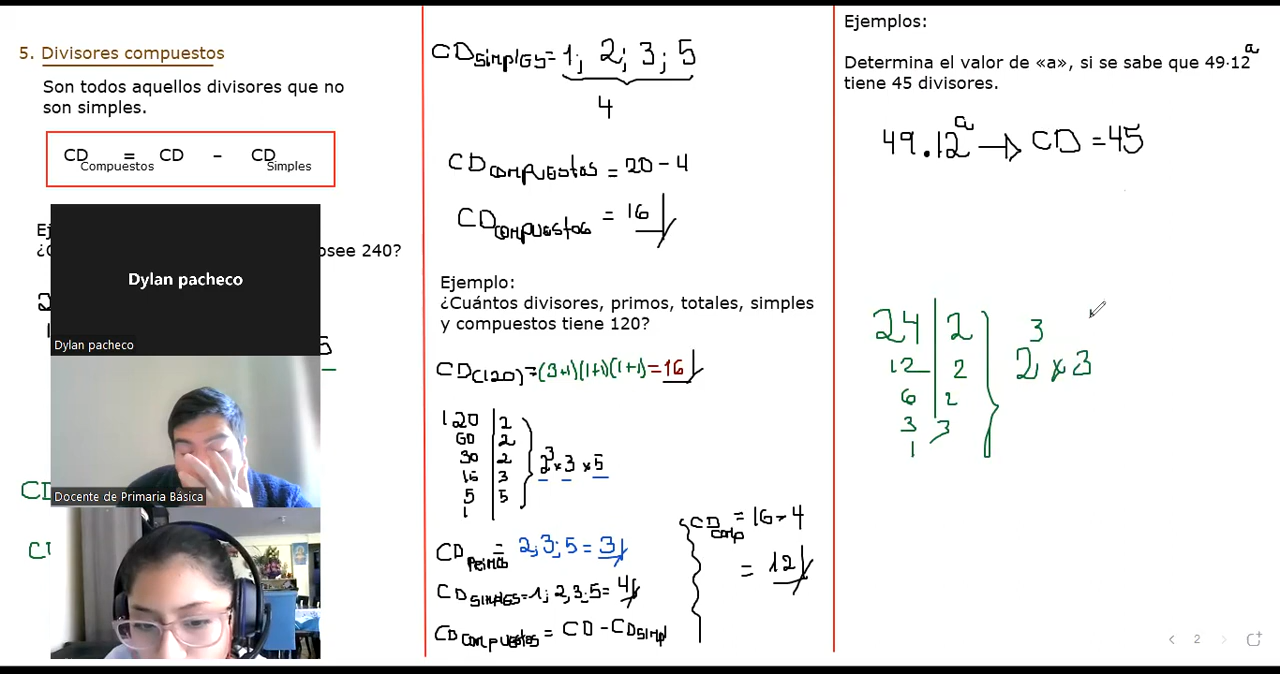 5. Divisores compuestos
Son todos aquellos divisores que no
son simples.
CD Compuestos = CD - CD Simples
osee 240?
Dylan pacheco
Dylan pacheco
5
Docente de Primaria Básica
CD SIMPLES = 1; 2; 3; 5
4
CD COMPUESTOS = 20 - 4
CD COMPUESTOS = 16
Ejemplo:
¿Cuántos divisores, primos, totales, simples
y compuestos tiene 120?
CD(120) = (3+1)(1+1)(1+1) = 16
120 | 2
60 | 2
30 | 2
15 | 3
5 | 5
1
2³ x 3 x 5
CD PRIMOS = 2; 3; 5 = 3
CD SIMPLES = 1; 2; 3; 5 = 4
CD COMPUESTOS = CD - CD SIMPL
CD comp = 16 - 4
= 12
Ejemplos:
Determina el valor de «a», si se sabe que 49·12ᵃ
tiene 45 divisores.
49.12ᵃ → CD = 45
24 | 2
12 | 2
6 | 2
3 | 3
1
2³ x 3
2